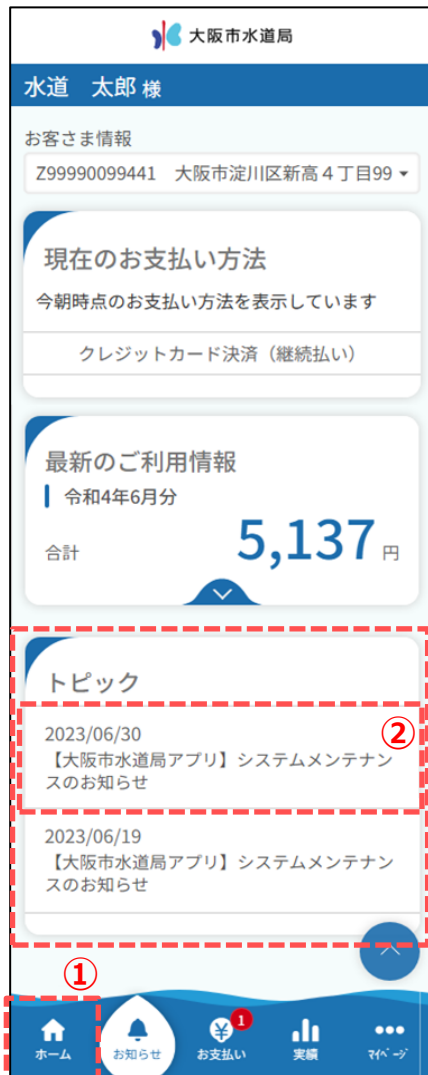 大阪市水道局
水道　太郎 様
お客さま情報
Z99990099441　大阪市淀川区新高４丁目99
現在のお支払い方法
今朝時点のお支払い方法を表示しています
クレジットカード決済（継続払い）
最新のご利用情報
令和4年6月分
合計 5,137 円
トピック
2023/06/30 ②
【大阪市水道局アプリ】システムメンテナン
スのお知らせ
2023/06/19
【大阪市水道局アプリ】システムメンテナン
スのお知らせ
①
¥ 1
ホーム お知らせ お支払い 実績 ﾏｲﾍﾟｰｼﾞ